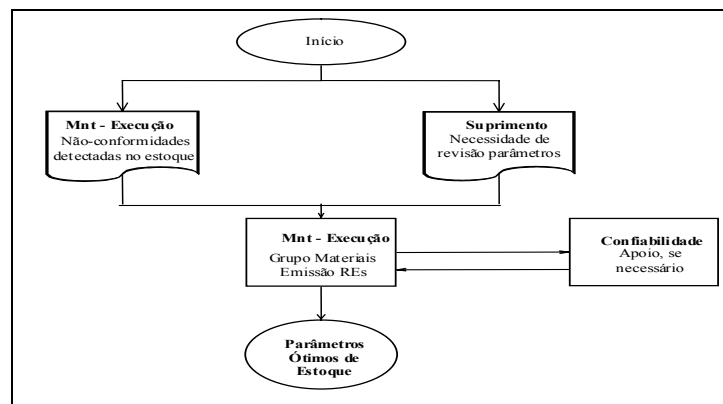 Início
Mnt - Execução
Não-conformidades
detectadas no estoque
Suprimento
Necessidade de
revisão parâmetros
Mnt - Execução
Grupo Materiais
Emissão REs
Confiabilidade
Apoio, se
necessário
Parâmetros
Ótimos de
Estoque